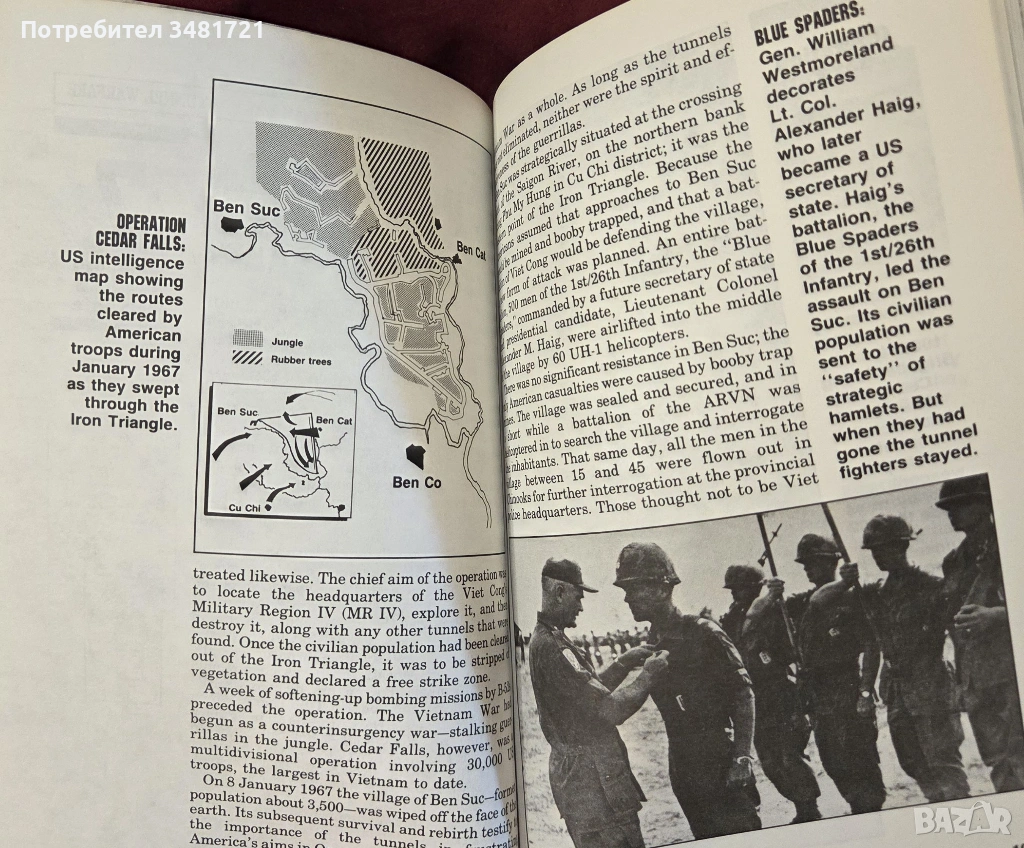 Потребител 3481721
OPERATION
CEDAR FALLS:
US intelligence
map showing
the routes
cleared by
American
troops during
January 1967
as they swept
through the
Iron Triangle.
Ben Suc
Ben Cat
Jungle
Rubber trees
Ben Suc
Ben Cat
Cu Chi
Ben Co
treated likewise. The chief aim of the operation
to locate the headquarters of the Viet Cong
Military Region IV (MR IV), explore it, and
destroy it, along with any other tunnels that
found. Once the civilian population had been cleared
out of the Iron Triangle, it was to be stripped
vegetation and declared a free strike zone.
A week of softening-up bombing missions by
preceded the operation. The Vietnam War
begun as a counterinsurgency war—stalking
rillas in the jungle. Cedar Falls, however, was
multidivisional operation involving 30,000
troops, the largest in Vietnam to date.
On 8 January 1967 the village of Ben Suc—
population about 3,500—was wiped off the face of the
earth. Its subsequent survival and rebirth testify
the importance of the tunnels in
America's aims in
War as a whole. As long as the tunnels
eliminated, neither were the spirit and ef-
of the guerrillas.
Suc was strategically situated at the crossing
of the Saigon River, on the northern bank
Phu My Hung in Cu Chi district; it was the
point of the Iron Triangle. Because the
assumed that approaches to Ben Suc
be mined and booby trapped, and that a bat-
of Viet Cong would be defending the village,
form of attack was planned. An entire bat-
500 men of the 1st/26th Infantry, the "Blue
commanded by a future secretary of state
presidential candidate, Lieutenant Colonel
M. Haig, were airlifted into the middle
the village by 60 UH-1 helicopters.
There was no significant resistance in Ben Suc; the
American casualties were caused by booby trap
The village was sealed and secured, and in
short while a battalion of the ARVN was
in to search the village and interrogate
inhabitants. That same day, all the men in the
village between 15 and 45 were flown out in
Chinooks for further interrogation at the provincial
police headquarters. Those thought not to be Viet
BLUE SPADERS:
Gen. William
Westmoreland
decorates
Lt. Col.
Alexander Haig,
who later
became a US
secretary of
state. Haig's
battalion, the
Blue Spaders
of the 1st/26th
Infantry, led the
assault on Ben
Suc. Its civilian
population was
sent to the
"safety" of
strategic
hamlets. But
when they had
gone the tunnel
fighters stayed.
BAZAR